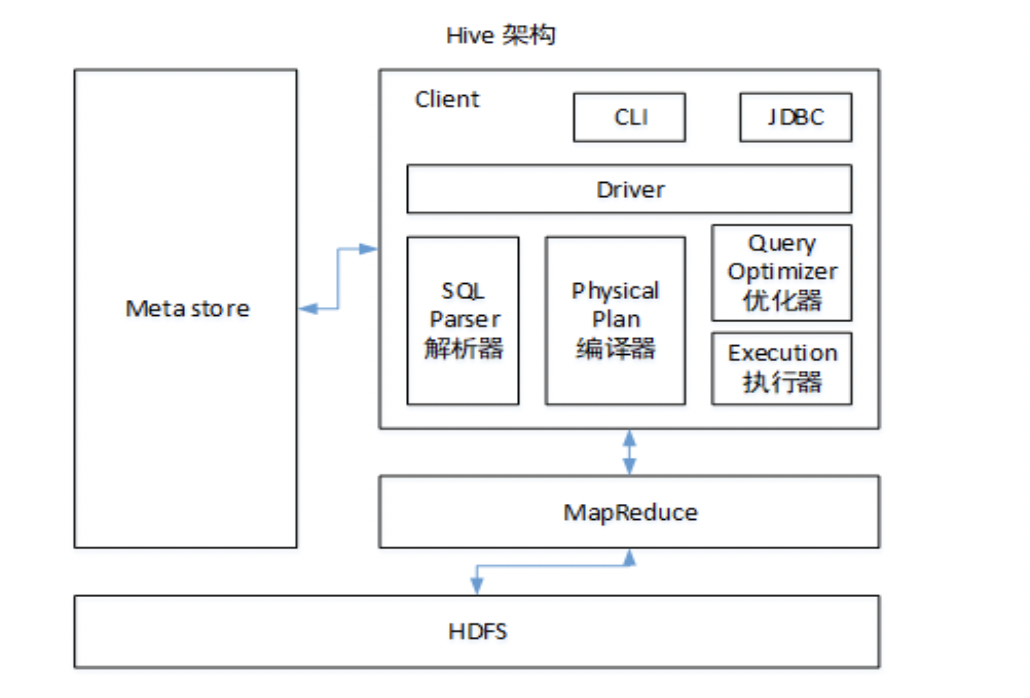 Hive 架构
Client
CLI
JDBC
Driver
Meta store
SQL
Parser
解析器
Physical
Plan
编译器
Query
Optimizer
优化器
Execution
执行器
MapReduce
HDFS